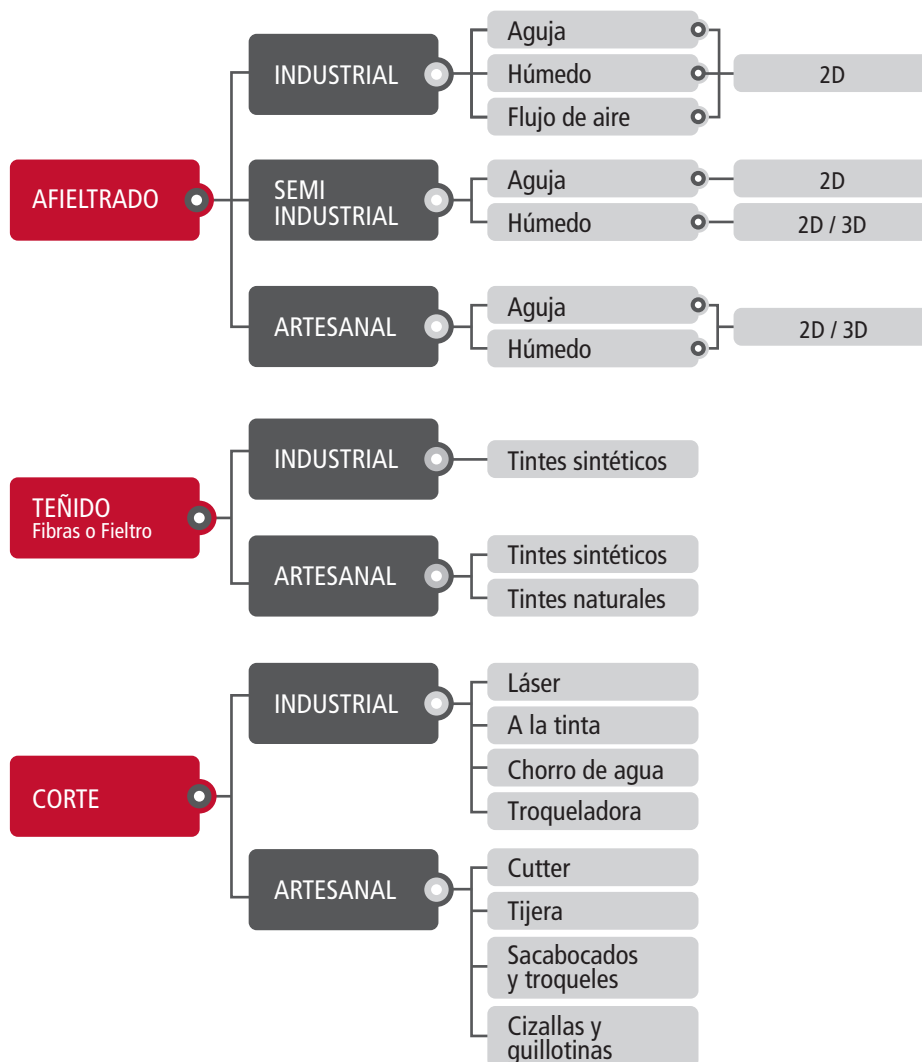 AFIELTRADO
INDUSTRIAL
Aguja
Húmedo
Flujo de aire
2D
SEMI
INDUSTRIAL
Aguja
2D
Húmedo
2D / 3D
ARTESANAL
Aguja
Húmedo
2D / 3D
TEÑIDO
Fibras o Fieltro
INDUSTRIAL
Tintes sintéticos
ARTESANAL
Tintes sintéticos
Tintes naturales
CORTE
INDUSTRIAL
Láser
A la tinta
Chorro de agua
Troqueladora
ARTESANAL
Cutter
Tijera
Sacabocados
y troqueles
Cizallas y
guillotinas